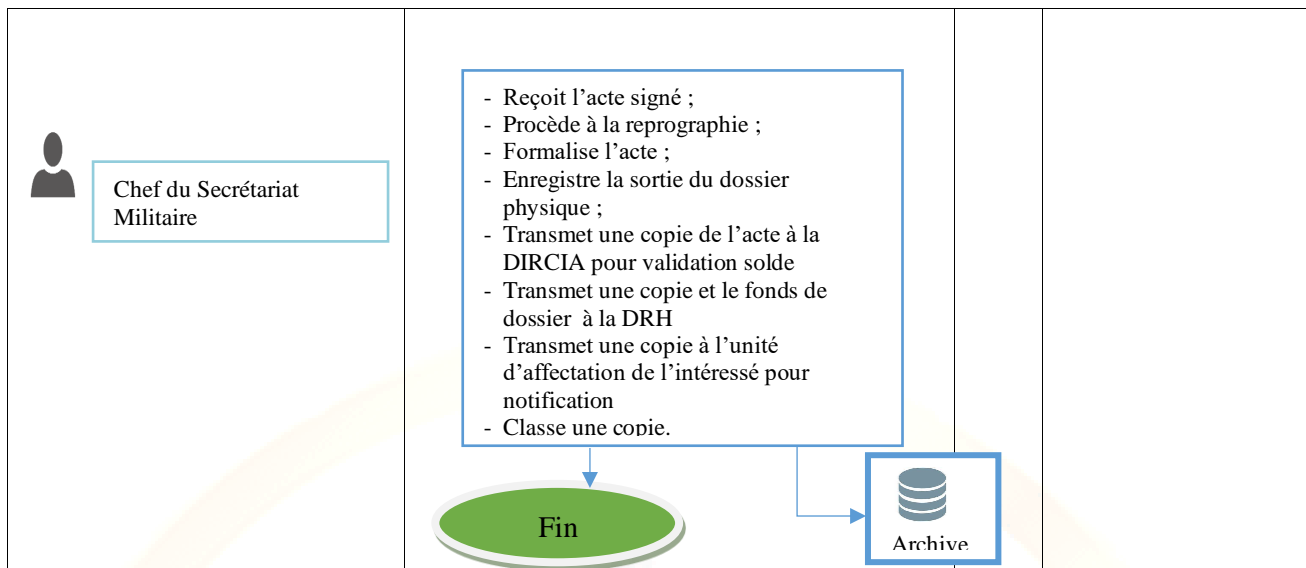 Chef du Secrétariat
Militaire
- Reçoit l’acte signé ;
- Procède à la reprographie ;
- Formalise l’acte ;
- Enregistre la sortie du dossier
physique ;
- Transmet une copie de l’acte à la
DIRCIA pour validation solde
- Transmet une copie et le fonds de
dossier à la DRH
- Transmet une copie à l’unité
d’affectation de l’intéressé pour
notification
- Classe une copie.
Fin
Archive